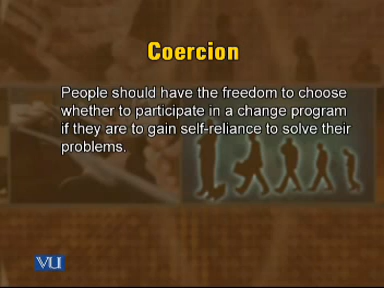 Coercion
People should have the freedom to choose
whether to participate in a change program
if they are to gain self-reliance to solve their
problems.
VU